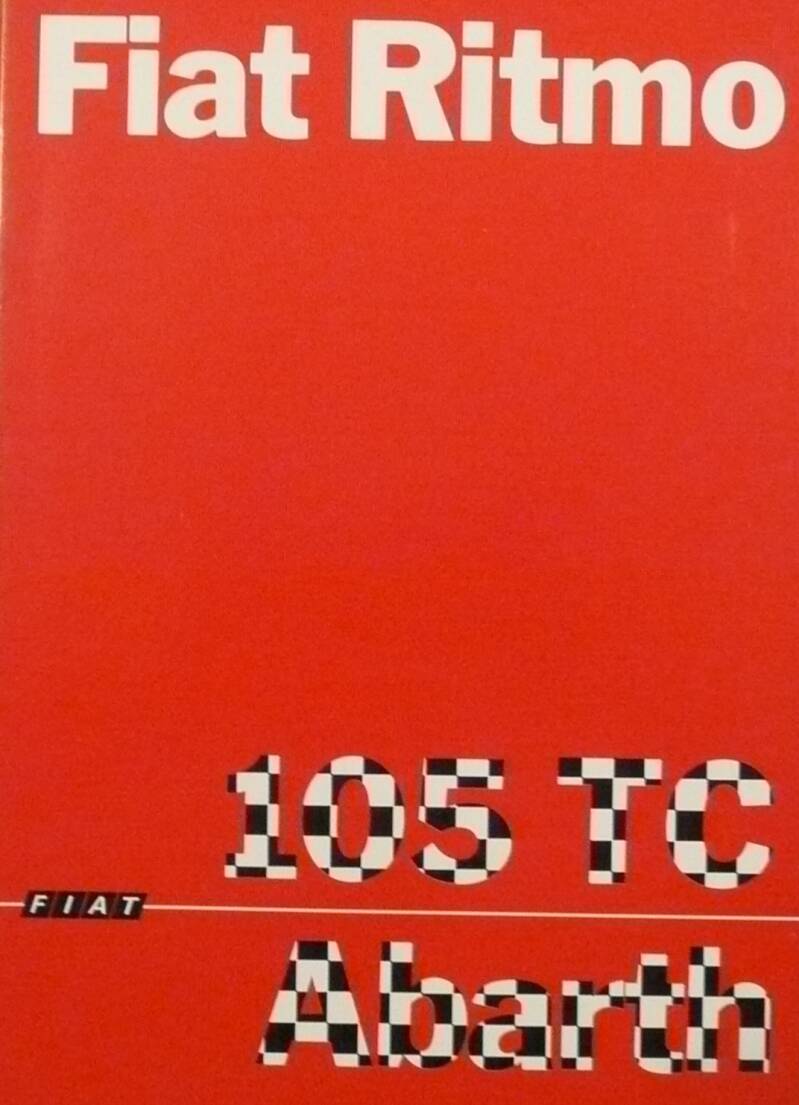 Fiat Ritmo
105 TC
FIAT
Abarth